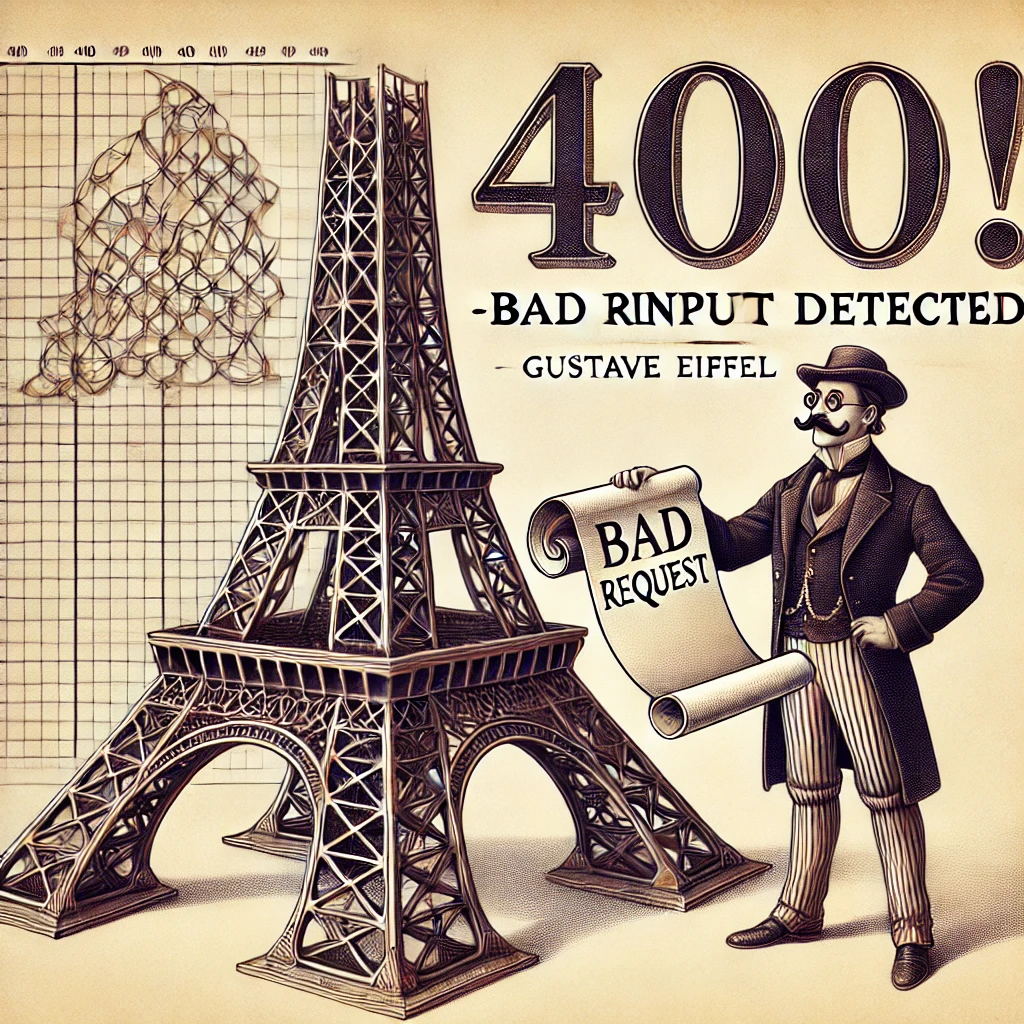 400!
-BAD RINPUT DETECTED
- GUSTAVE EIFFEL
BAD
REQUEST